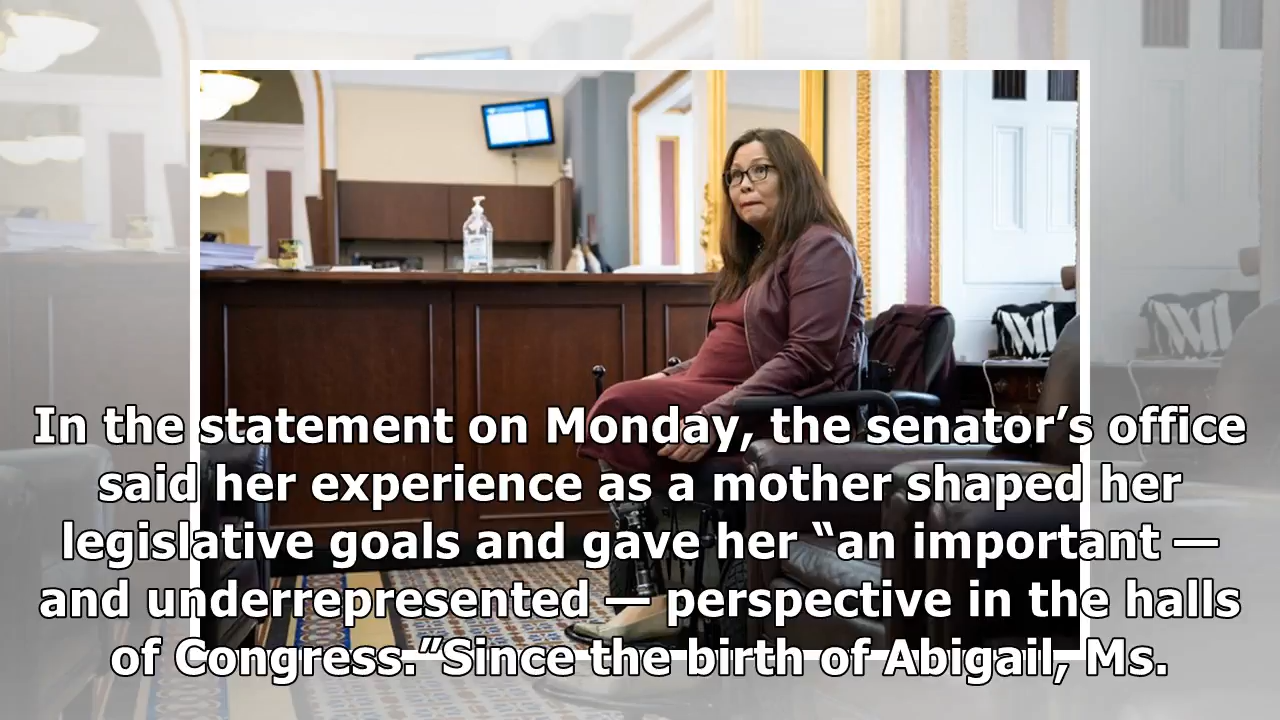 In the statement on Monday, the senator’s office
said her experience as a mother shaped her
legislative goals and gave her “an important —
and underrepresented — perspective in the halls
of Congress.”Since the birth of Abigail, Ms.